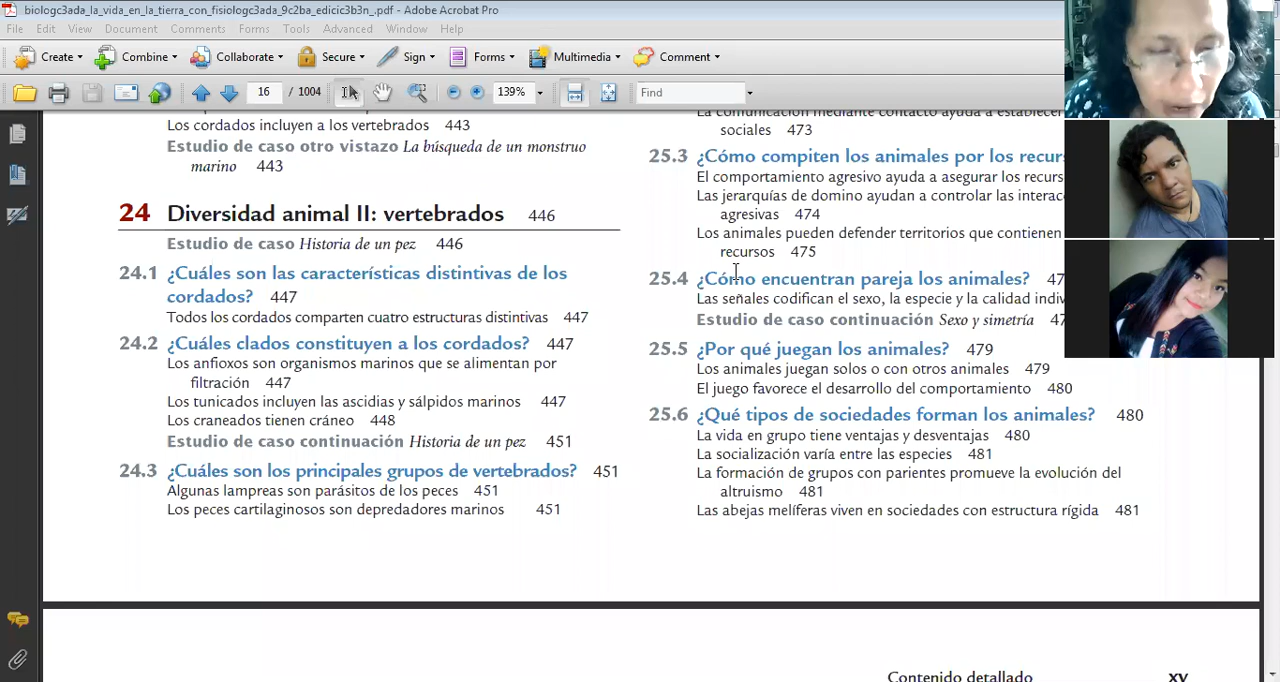 biologc3ada_la_vida_en_la_tierra_con_fisiologc3ada_9c2ba_edicic3b3n_.pdf - Adobe Acrobat Pro
File Edit View Document Comments Forms Tools Advanced Window Help
Create Combine Collaborate Secure Sign Forms Multimedia Comment
16 / 1004 139% Find
Los cordados incluyen a los vertebrados 443
Estudio de caso otro vistazo La búsqueda de un monstruo
marino 443
24 Diversidad animal II: vertebrados 446
Estudio de caso Historia de un pez 446
24.1 ¿Cuáles son las características distintivas de los
cordados? 447
Todos los cordados comparten cuatro estructuras distintivas 447
24.2 ¿Cuáles clados constituyen a los cordados? 447
Los anfioxos son organismos marinos que se alimentan por
filtración 447
Los tunicados incluyen las ascidias y sálpidos marinos 447
Los craneados tienen cráneo 448
Estudio de caso continuación Historia de un pez 451
24.3 ¿Cuáles son los principales grupos de vertebrados? 451
Algunas lampreas son parásitos de los peces 451
Los peces cartilaginosos son depredadores marinos 451
La comunicación mediante contacto ayuda a establecer
sociales 473
25.3 ¿Cómo compiten los animales por los
El comportamiento agresivo ayuda a asegurar los
Las jerarquías de domino ayudan a controlar las
agresivas 474
Los animales pueden defender territorios que contienen
recursos 475
25.4 ¿Cómo encuentran pareja los animales?
Las señales codifican el sexo, la especie y la calidad
Estudio de caso continuación Sexo y simetría
25.5 ¿Por qué juegan los animales? 479
Los animales juegan solos o con otros animales 479
El juego favorece el desarrollo del comportamiento 480
25.6 ¿Qué tipos de sociedades forman los animales? 480
La vida en grupo tiene ventajas y desventajas 480
La socialización varía entre las especies 481
La formación de grupos con parientes promueve la evolución del
altruismo 481
Las abejas melíferas viven en sociedades con estructura rígida 481
Contenido detallado xv